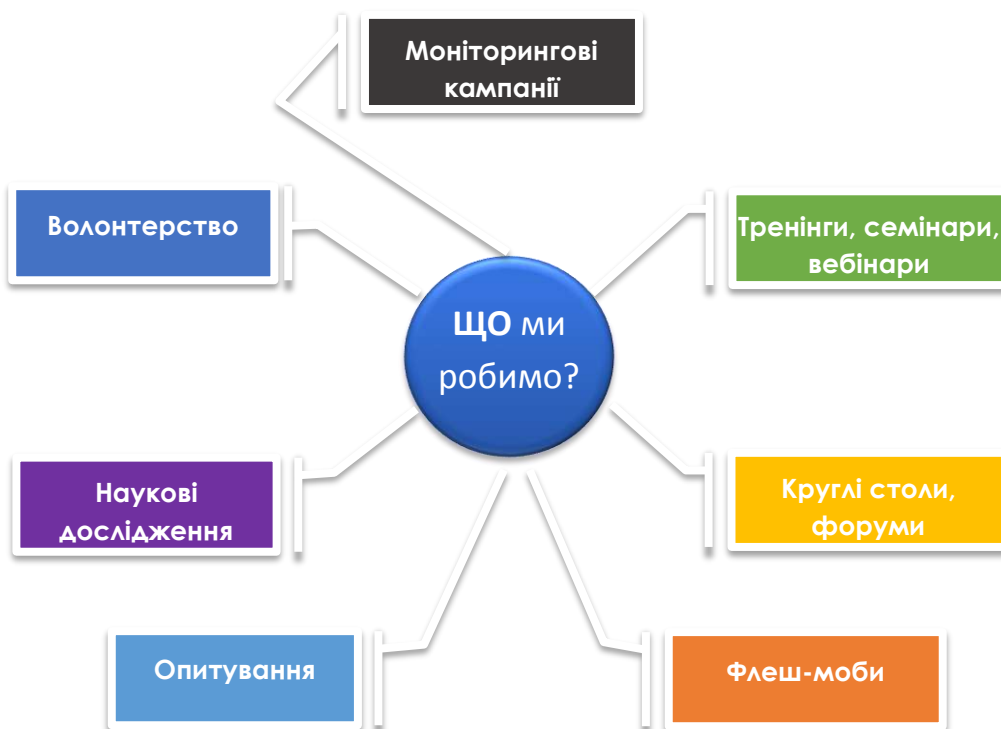 Моніторингові
кампанії
Волонтерство
Тренінги, семінари,
вебінари
ЩО ми
робимо?
Наукові
дослідження
Круглі столи,
форуми
Опитування
Флеш-моби